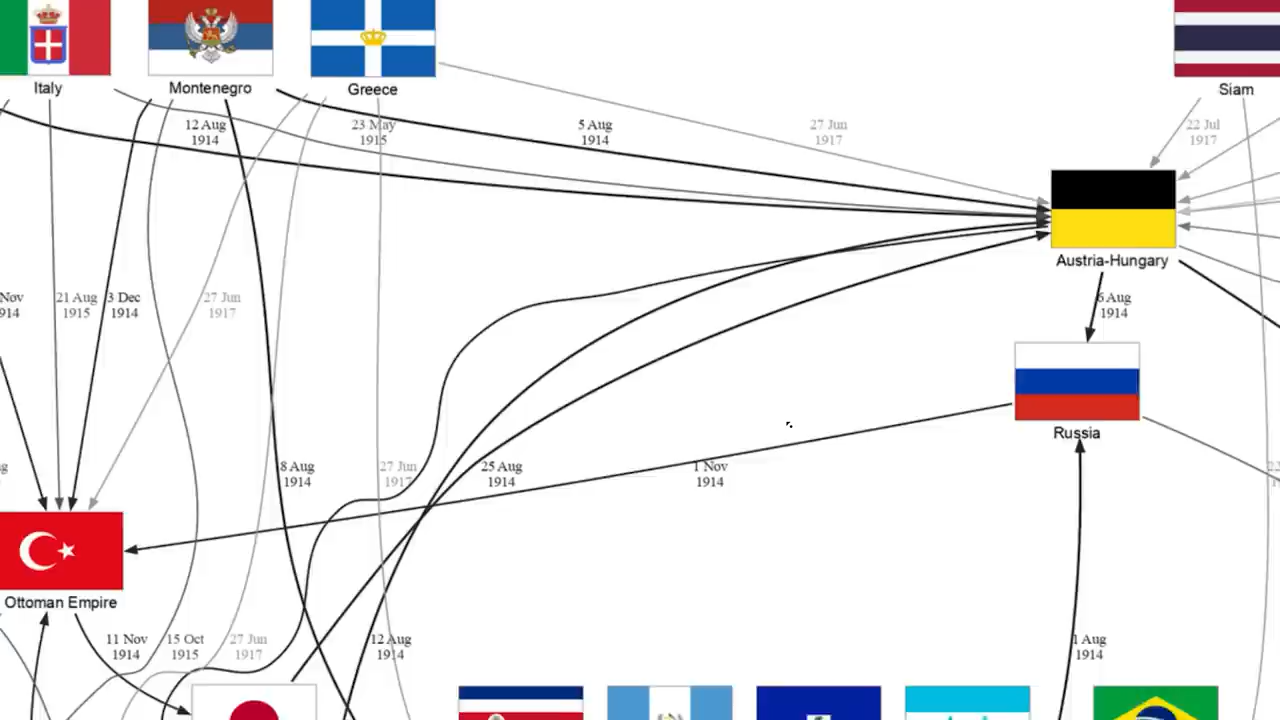 Italy
Montenegro
Greece
Siam
12 Aug
1914
23 May
1915
5 Aug
1914
27 Jun
1917
22 Jul
1917
Austria-Hungary
Nov
914
21 Aug
1915
3 Dec
1914
27 Jun
1917
6 Aug
1914
Russia
8 Aug
1914
27 Jun
1917
25 Aug
1914
1 Nov
1914
Ottoman Empire
11 Nov
1914
15 Oct
1915
27 Jun
1917
12 Aug
1914
1 Aug
1914